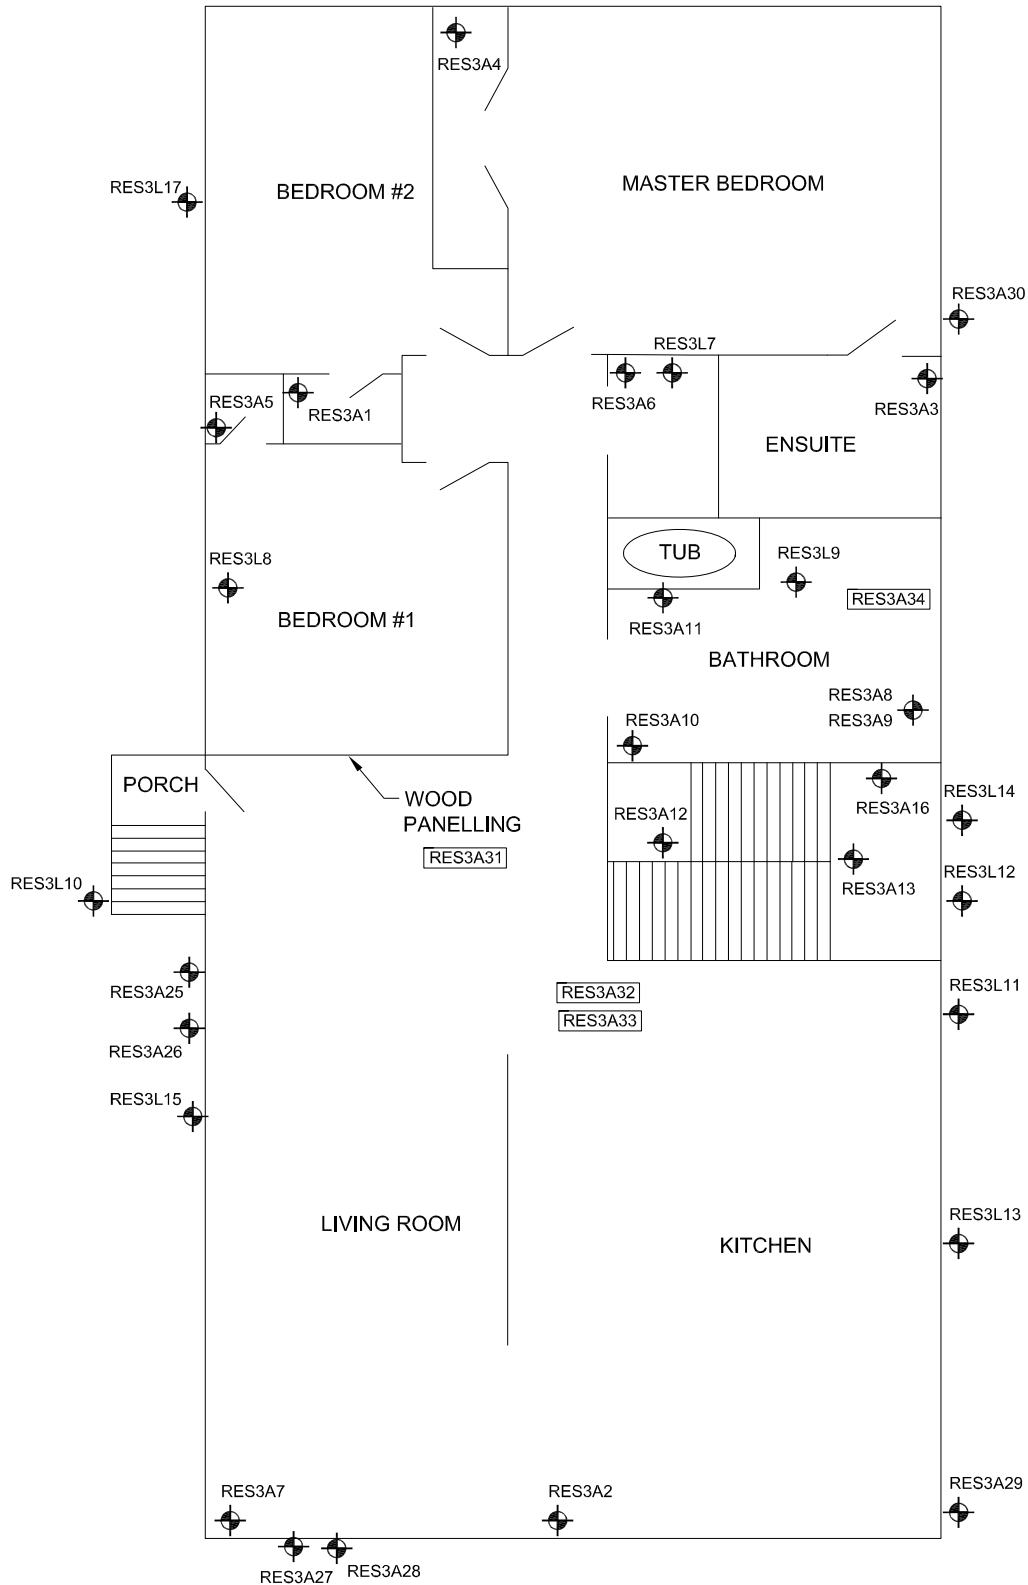 RES3A4
RES3L17
BEDROOM #2
MASTER BEDROOM
RES3A30
RES3L7
RES3A5
RES3A1
RES3A6
RES3A3
ENSUITE
RES3L8
TUB
RES3L9
RES3A34
BEDROOM #1
RES3A11
BATHROOM
RES3A8
RES3A9
RES3A10
PORCH
WOOD
PANELLING
RES3A12
RES3A16
RES3L14
RES3A31
RES3L10
RES3A13
RES3L12
RES3A25
RES3A32
RES3L11
RES3A33
RES3A26
RES3L15
LIVING ROOM
KITCHEN
RES3L13
RES3A7
RES3A2
RES3A29
RES3A27
RES3A28